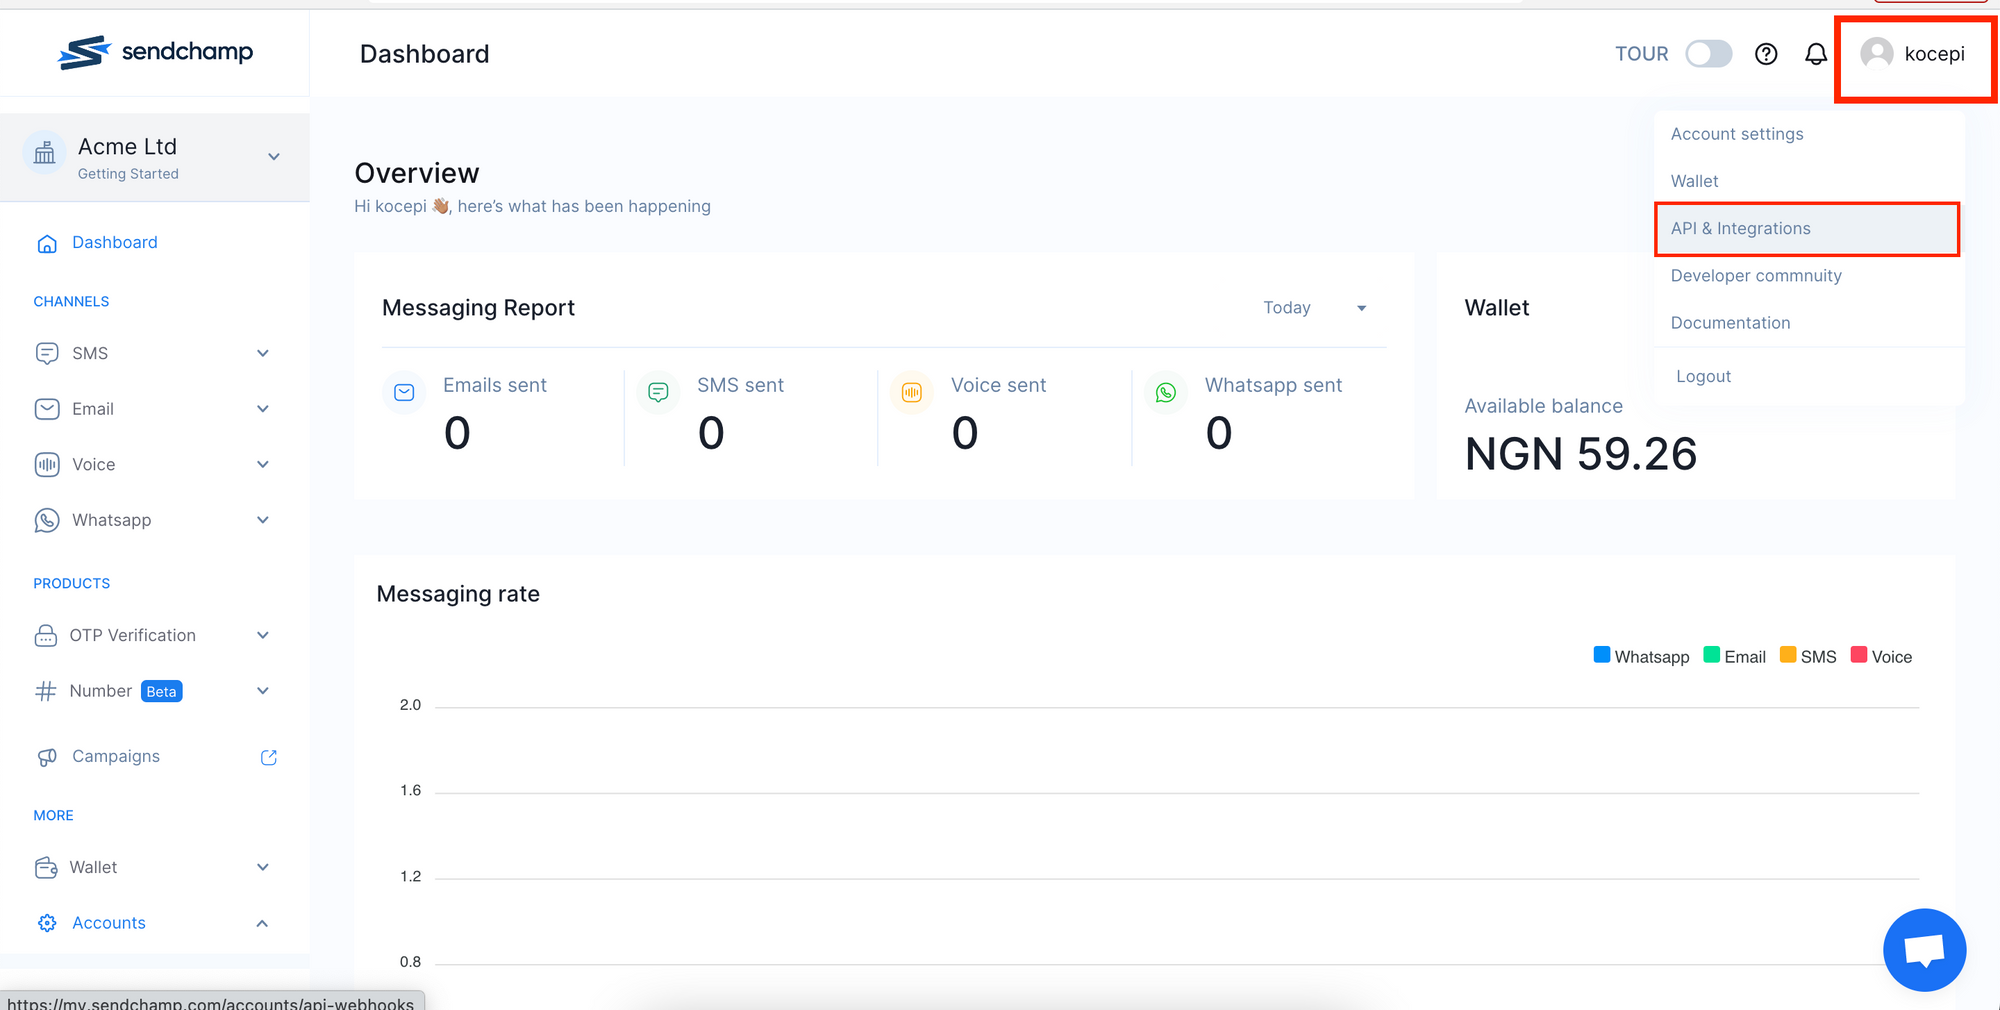 sendchamp
Dashboard
TOUR
kocepi
Acme Ltd
Getting Started
Dashboard
CHANNELS
SMS
Email
Voice
Whatsapp
PRODUCTS
OTP Verification
Number Beta
Campaigns
MORE
Wallet
Accounts
https://my.sendchamp.com/accounts/api-webhooks
Account settings
Wallet
API & Integrations
Developer commnuity
Documentation
Logout
Overview
Hi kocepi 👋🏽, here's what has been happening
Messaging Report
Today
Emails sent
0
SMS sent
0
Voice sent
0
Whatsapp sent
0
Wallet
Available balance
NGN 59.26
Messaging rate
Whatsapp Email SMS Voice
2.0
1.6
1.2
0.8